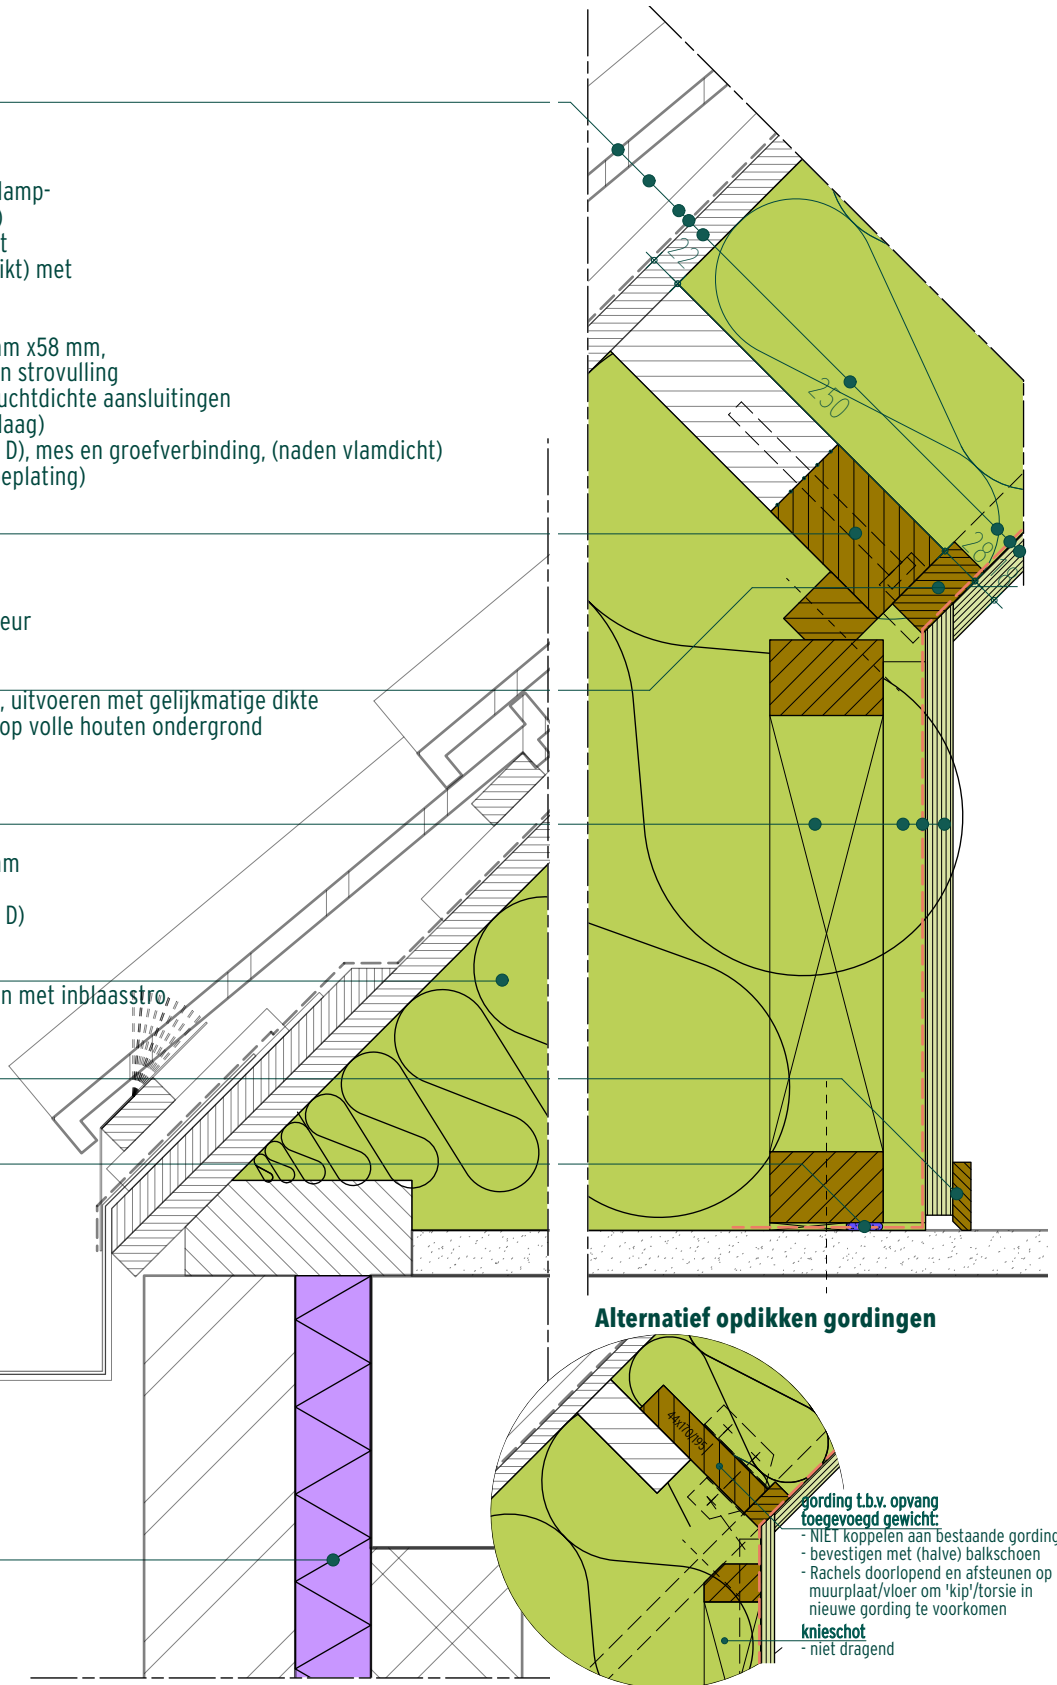 lamp-
)
t
ikt) met
am x58 mm,
n strovulling
uchtdichte aansluitingen
laag)
D), mes en groefverbinding, (naden vlamdicht)
eplating)
eur
, uitvoeren met gelijkmatige dikte
op volle houten ondergrond
am
D)
n met inblaasstro
22
250
28
Alternatief opdikken gordingen
44x170/195
gording t.b.v. opvang
toegevoegd gewicht:
- NIET koppelen aan bestaande gording
- bevestigen met (halve) balkschoen
- Rachels doorlopend en afsteunen op
muurplaat/vloer om 'kip'/torsie in
nieuwe gording te voorkomen
knieschot
- niet dragend